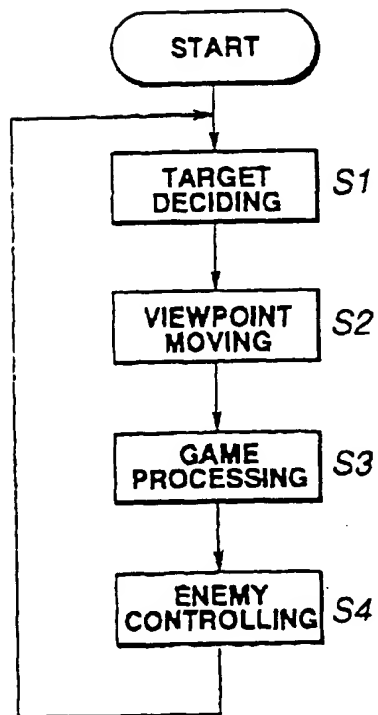 START
TARGET
DECIDING
S1
VIEWPOINT
MOVING
S2
GAME
PROCESSING
S3
ENEMY
CONTROLLING
S4